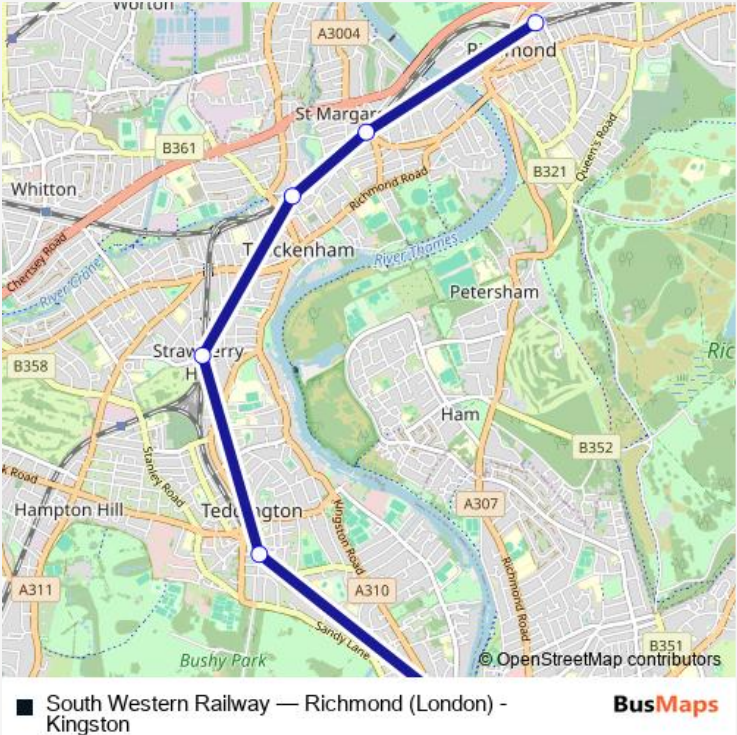 Worton
A3004
Richmond
St Margar
B361
B321
Queen's Road
Whitton
Richmond Road
Chertsey Road
River Crane
Twickenham
River Thames
Petersham
Strawberry
H
B358
Ric
Ham
B352
Stanley Road
k Road
Hampton Hill
Teddington
A307
Kingston Road
Richmond Road
A311
A310
Sandy Lane
B351
Bushy Park
© OpenStreetMap contributors
South Western Railway — Richmond (London) -
Kingston
BusMaps